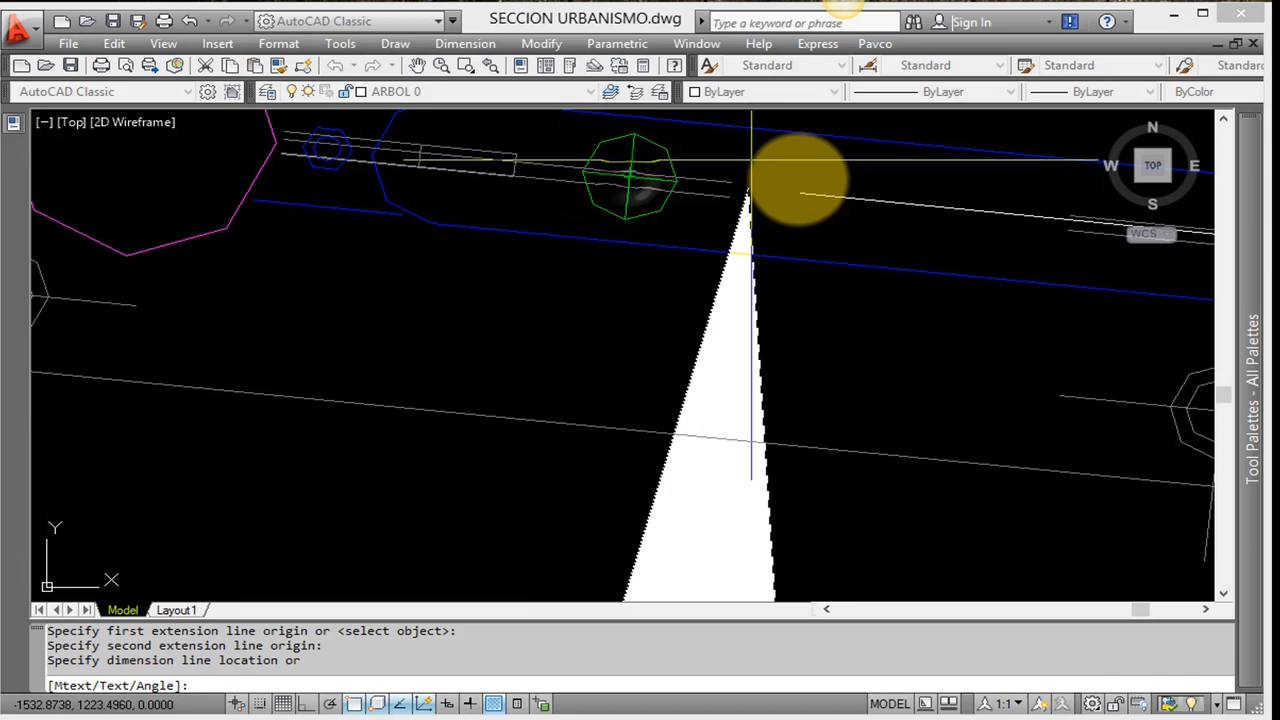 AutoCAD Classic SECCION URBANISMO.dwg Type a keyword or phrase Sign In
File Edit View Insert Format Tools Draw Dimension Modify Parametric Window Help Express Pavco
Standard Standard Standard Standard
AutoCAD Classic ARBOL 0 ByLayer ByLayer ByLayer ByColor
[−] [Top] [2D Wireframe]
N
W TOP E
S
WCS
Tool Palettes - All Palettes
Y
X
Model Layout1
Specify first extension line origin or <select object>:
Specify second extension line origin:
Specify dimension line location or
[Mtext/Text/Angle]:
-1532.8738, 1223.4960, 0.0000 MODEL 1:1